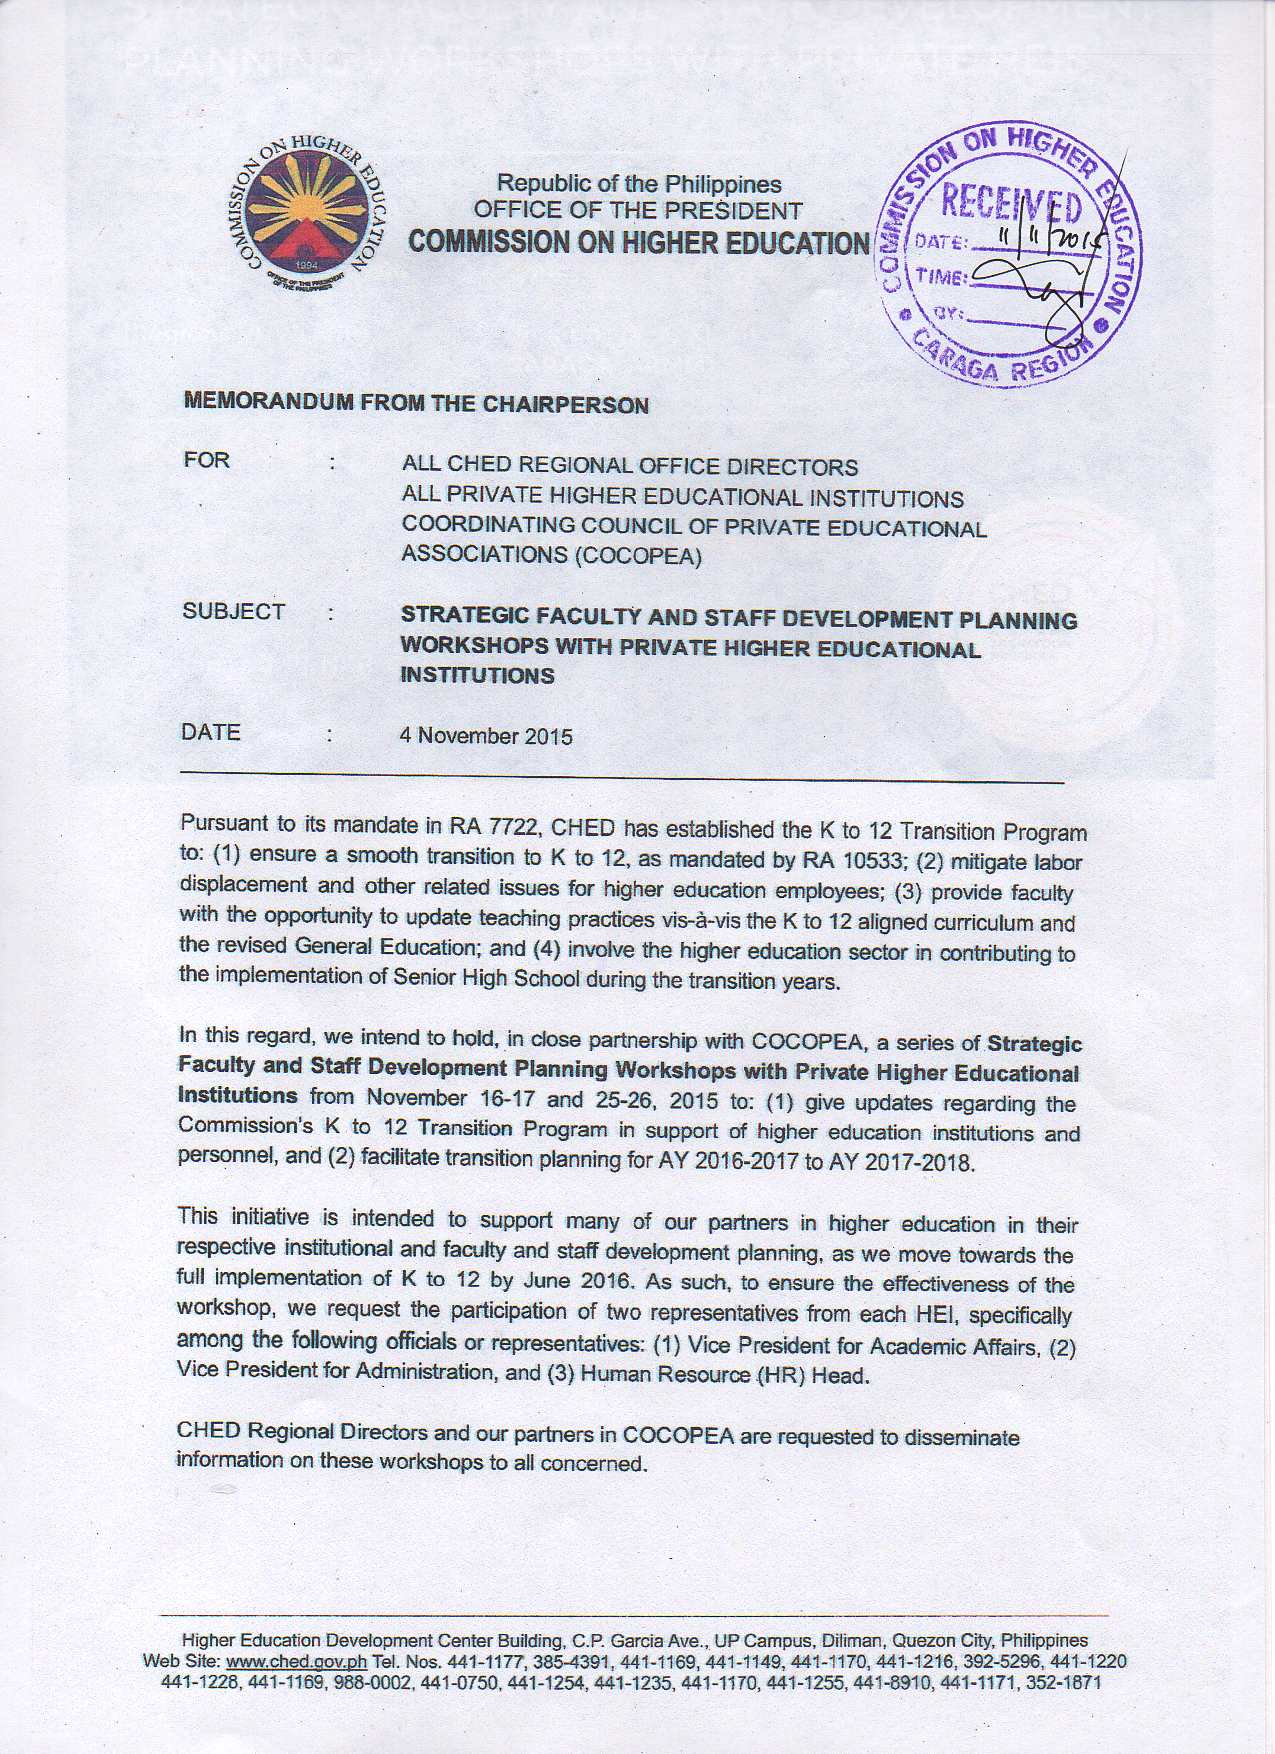 COMMISSION ON HIGHER EDUCATION
1994
OFFICE OF THE PRESIDENT
OF THE PHILIPPINES
Republic of the Philippines
OFFICE OF THE PRESIDENT
COMMISSION ON HIGHER EDUCATION
COMMISSION ON HIGHER EDUCATION
RECEIVED
DATE: 11/11/2015
TIME:
BY:
CARAGA REGION
MEMORANDUM FROM THE CHAIRPERSON
FOR : ALL CHED REGIONAL OFFICE DIRECTORS
ALL PRIVATE HIGHER EDUCATIONAL INSTITUTIONS
COORDINATING COUNCIL OF PRIVATE EDUCATIONAL
ASSOCIATIONS (COCOPEA)
SUBJECT : STRATEGIC FACULTY AND STAFF DEVELOPMENT PLANNING
WORKSHOPS WITH PRIVATE HIGHER EDUCATIONAL
INSTITUTIONS
DATE : 4 November 2015
Pursuant to its mandate in RA 7722, CHED has established the K to 12 Transition Program
to: (1) ensure a smooth transition to K to 12, as mandated by RA 10533; (2) mitigate labor
displacement and other related issues for higher education employees; (3) provide faculty
with the opportunity to update teaching practices vis-à-vis the K to 12 aligned curriculum and
the revised General Education; and (4) involve the higher education sector in contributing to
the implementation of Senior High School during the transition years.
In this regard, we intend to hold, in close partnership with COCOPEA, a series of Strategic
Faculty and Staff Development Planning Workshops with Private Higher Educational
Institutions from November 16-17 and 25-26, 2015 to: (1) give updates regarding the
Commission's K to 12 Transition Program in support of higher education institutions and
personnel, and (2) facilitate transition planning for AY 2016-2017 to AY 2017-2018.
This initiative is intended to support many of our partners in higher education in their
respective institutional and faculty and staff development planning, as we move towards the
full implementation of K to 12 by June 2016. As such, to ensure the effectiveness of the
workshop, we request the participation of two representatives from each HEI, specifically
among the following officials or representatives: (1) Vice President for Academic Affairs, (2)
Vice President for Administration, and (3) Human Resource (HR) Head.
CHED Regional Directors and our partners in COCOPEA are requested to disseminate
information on these workshops to all concerned.
Higher Education Development Center Building, C.P. Garcia Ave., UP Campus, Diliman, Quezon City, Philippines
Web Site: www.ched.gov.ph Tel. Nos. 441-1177, 385-4391, 441-1169, 441-1149, 441-1170, 441-1216, 392-5296, 441-1220
441-1228, 441-1169, 988-0002, 441-0750, 441-1254, 441-1235, 441-1170, 441-1255, 441-8910, 441-1171, 352-1871